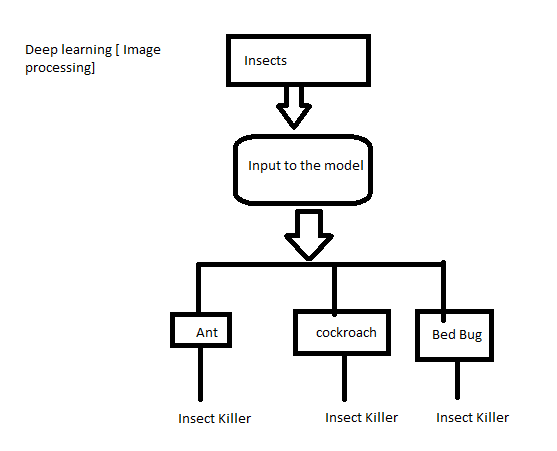 Deep learning [ Image
processing]
Insects
Input to the model
Ant
cockroach
Bed Bug
Insect Killer
Insect Killer
Insect Killer